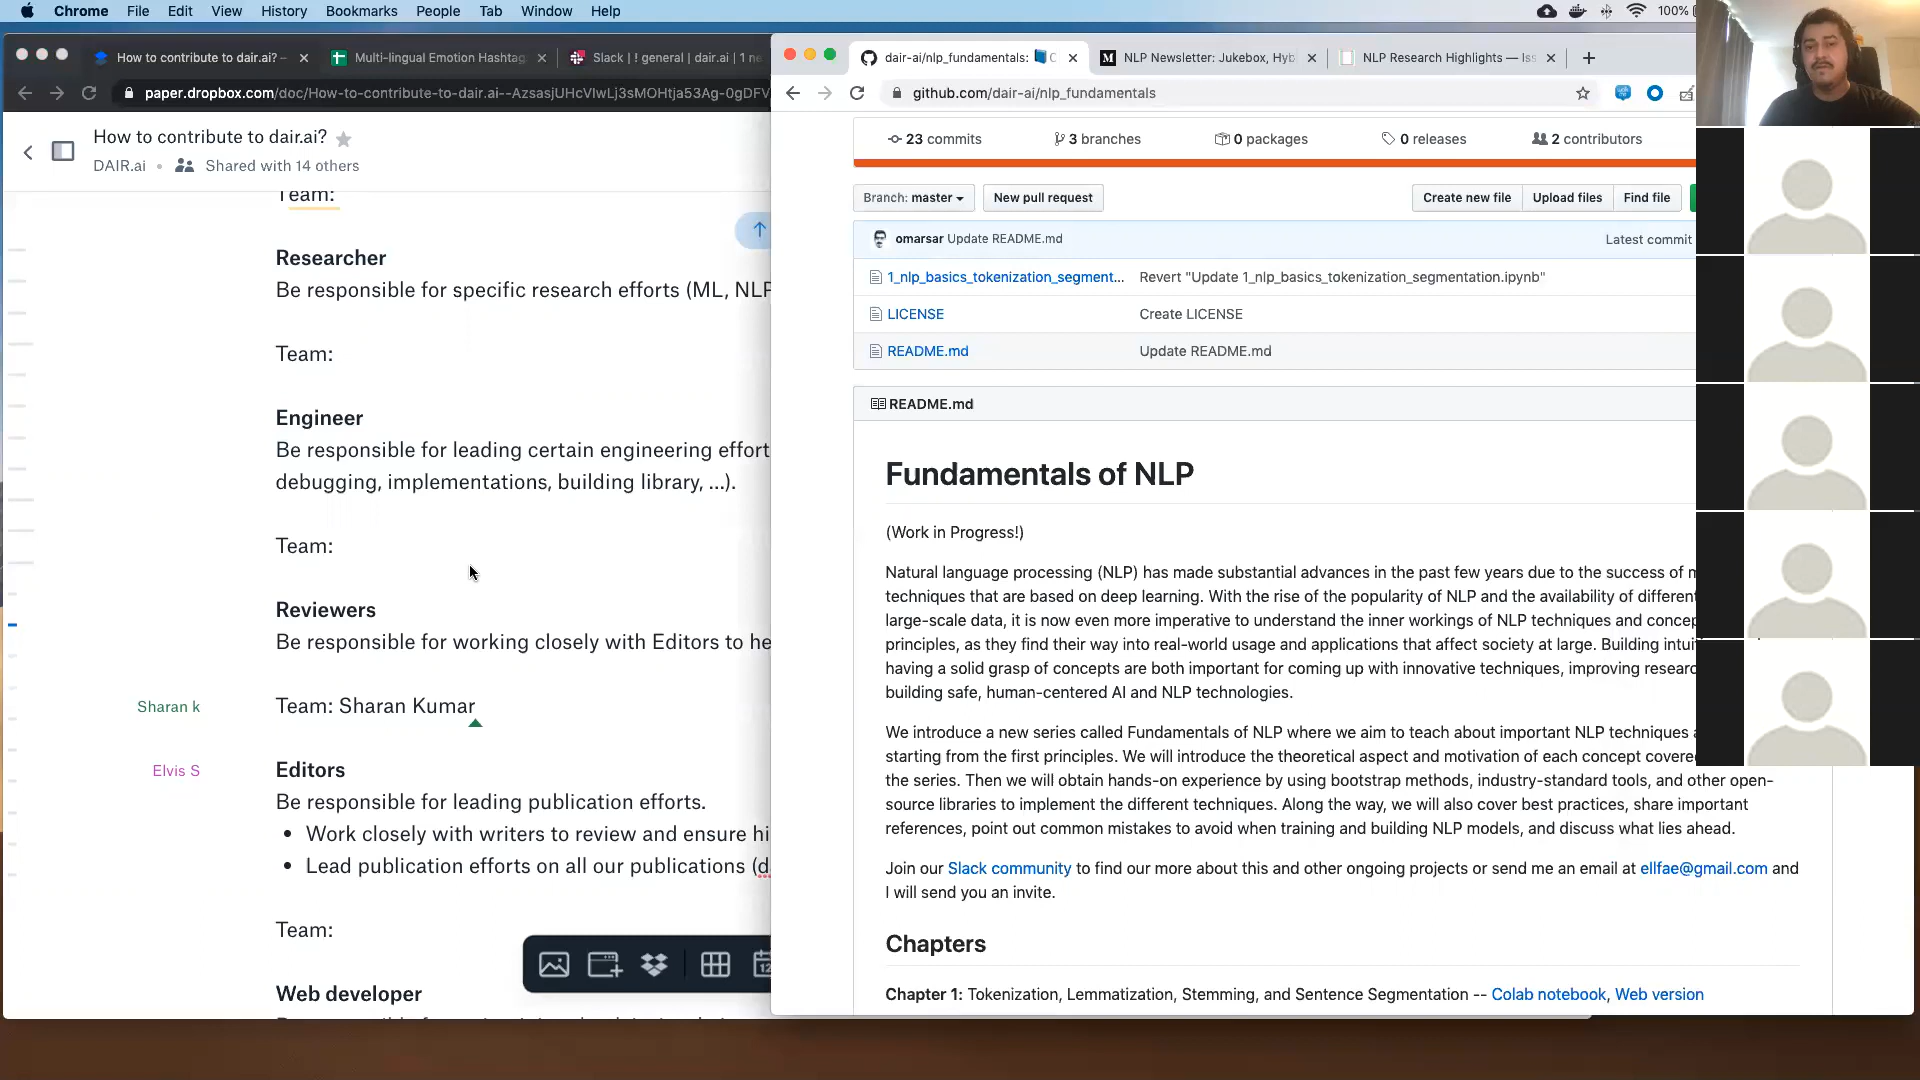 Chrome File Edit View History Bookmarks People Tab Window Help
100%
How to contribute to dair.ai? –
Multi-lingual Emotion Hashtag
Slack | ! general | dair.ai | 1 ne
paper.dropbox.com/doc/How-to-contribute-to-dair.ai--AzsasjUHcVlwLj3sMOHtja53Ag-0gDFV
How to contribute to dair.ai?
DAIR.ai • Shared with 14 others
Team:
Researcher
Be responsible for specific research efforts (ML, NLP
Team:
Engineer
Be responsible for leading certain engineering effort
debugging, implementations, building library, ...).
Team:
Reviewers
Be responsible for working closely with Editors to he
Sharan k
Team: Sharan Kumar
Elvis S
Editors
Be responsible for leading publication efforts.
• Work closely with writers to review and ensure hi
• Lead publication efforts on all our publications (d
Team:
Web developer
12
dair-ai/nlp_fundamentals:
NLP Newsletter: Jukebox, Hyb
NLP Research Highlights — Iss
github.com/dair-ai/nlp_fundamentals
23 commits
3 branches
0 packages
0 releases
2 contributors
Branch: master
New pull request
Create new file
Upload files
Find file
omarsar Update README.md
Latest commit
1_nlp_basics_tokenization_segment... Revert "Update 1_nlp_basics_tokenization_segmentation.ipynb"
LICENSE Create LICENSE
README.md Update README.md
README.md
Fundamentals of NLP
(Work in Progress!)
Natural language processing (NLP) has made substantial advances in the past few years due to the success of
techniques that are based on deep learning. With the rise of the popularity of NLP and the availability of different
large-scale data, it is now even more imperative to understand the inner workings of NLP techniques and concep
principles, as they find their way into real-world usage and applications that affect society at large. Building intui
having a solid grasp of concepts are both important for coming up with innovative techniques, improving researc
building safe, human-centered AI and NLP technologies.
We introduce a new series called Fundamentals of NLP where we aim to teach about important NLP techniques
starting from the first principles. We will introduce the theoretical aspect and motivation of each concept covere
the series. Then we will obtain hands-on experience by using bootstrap methods, industry-standard tools, and other open-
source libraries to implement the different techniques. Along the way, we will also cover best practices, share important
references, point out common mistakes to avoid when training and building NLP models, and discuss what lies ahead.
Join our Slack community to find our more about this and other ongoing projects or send me an email at ellfae@gmail.com and
I will send you an invite.
Chapters
Chapter 1: Tokenization, Lemmatization, Stemming, and Sentence Segmentation -- Colab notebook, Web version